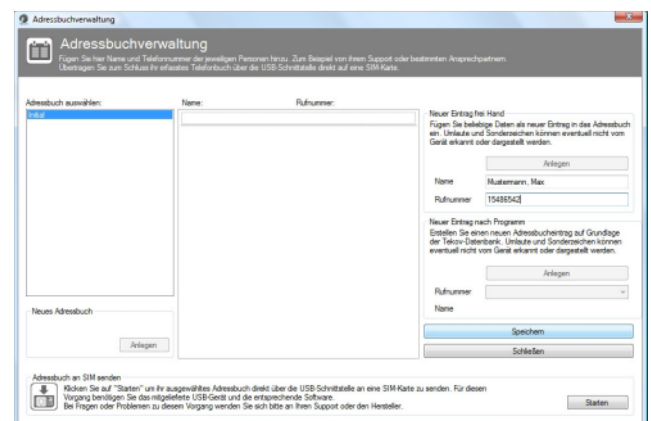 Adressbuchverwaltung
Adressbuchverwaltung
Fügen Sie hier Name und Telefonnummer der jeweiligen Personen hinzu. Zum Beispiel von ihrem Support oder bestimmten Ansprechpartnern.
Übertragen Sie zum Schluss ihr erfasstes Telefonbuch über die USB-Schnittstelle direkt auf eine SIM-Karte.
Adressbuch auswählen:
Name:
Rufnummer:
Initial
Neuer Eintrag frei Hand
Fügen Sie beliebige Daten als neuer Eintrag in das Adressbuch
ein. Umlaute und Sonderzeichen können eventuell nicht vom
Gerät erkannt oder dargestellt werden.
Anlegen
Name
Mustermann, Max
Rufnummer
15486542
Neuer Eintrag nach Programm
Erstellen Sie einen neuen Adressbucheintrag auf Grundlage
der Tekov-Datenbank. Umlaute und Sonderzeichen können
eventuell nicht vom Gerät erkannt oder dargestellt werden.
Anlegen
Rufnummer
Name
Neues Adressbuch
Anlegen
Speichern
Schließen
Adressbuch an SIM senden
Klicken Sie auf "Starten" um ihr ausgewähltes Adressbuch direkt über die USB-Schnittstelle an eine SIM-Karte zu senden. Für diesen
Vorgang benötigen Sie das mitgelieferte USB-Gerät und die entsprechende Software.
Bei Fragen oder Problemen zu diesem Vorgang wenden Sie sich bitte an Ihren Support oder den Hersteller.
Starten